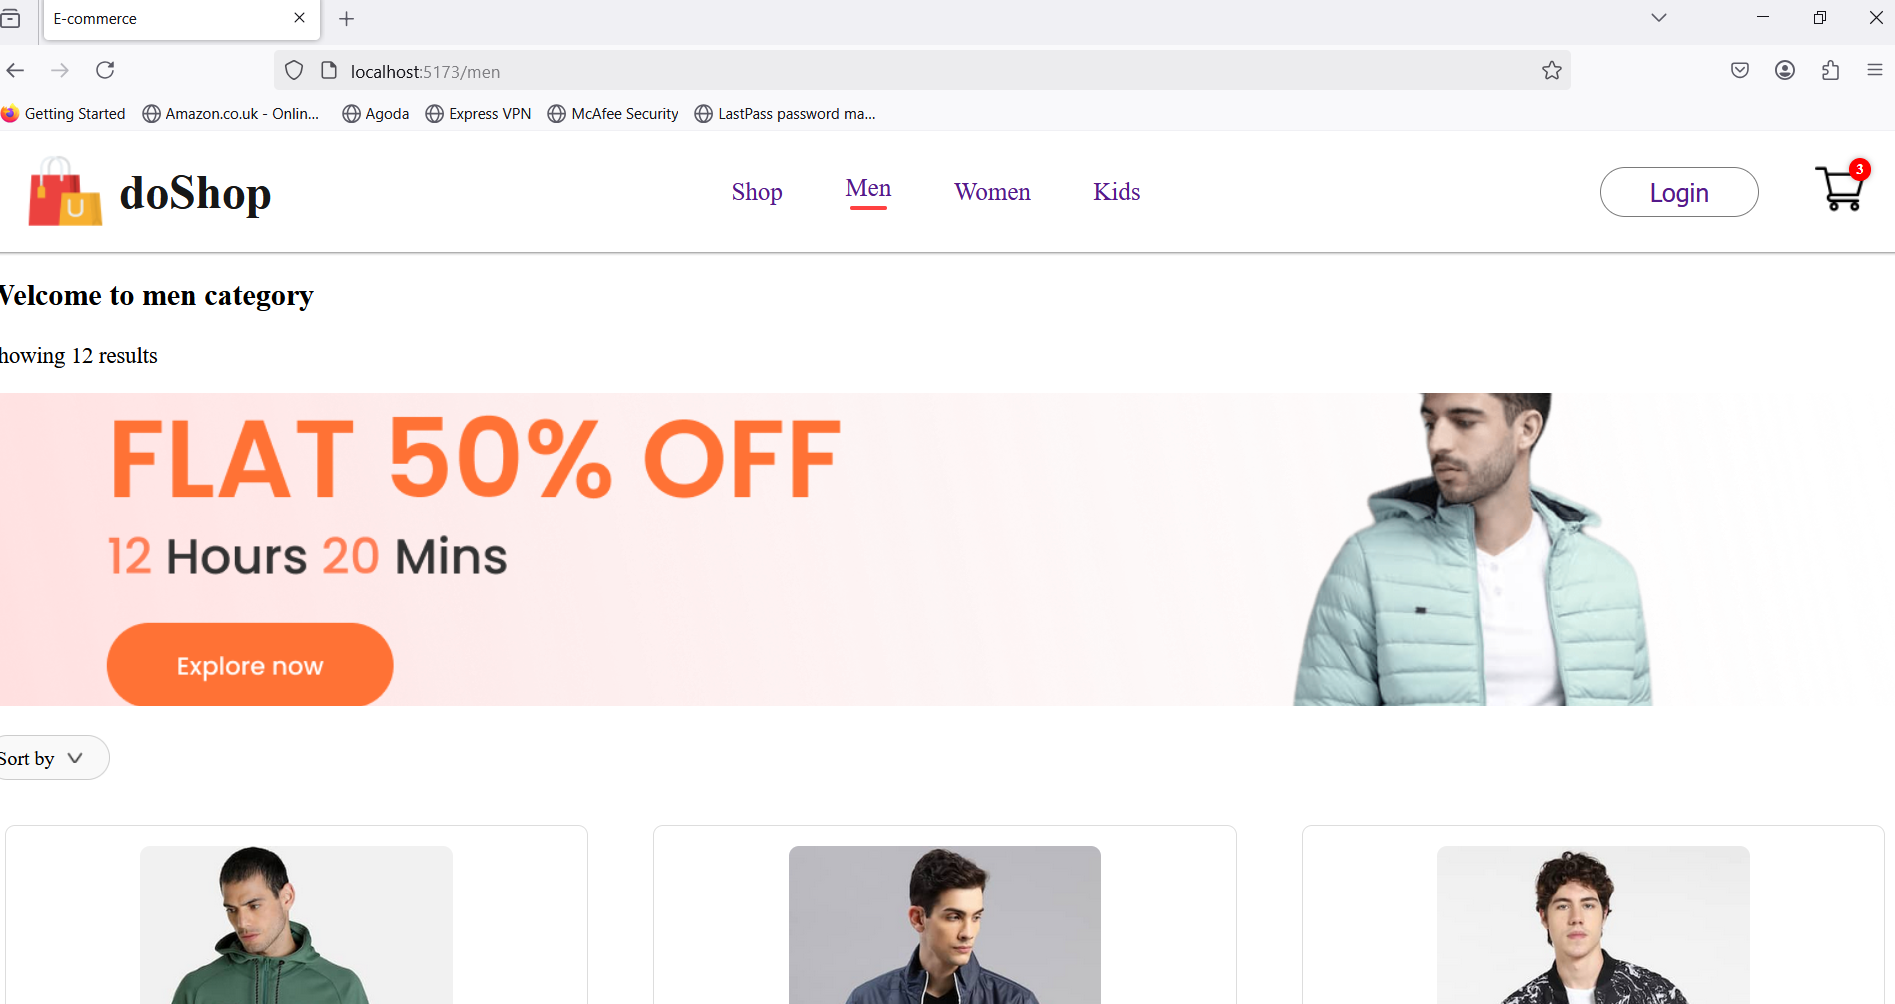 E-commerce
localhost:5173/men
Getting Started Amazon.co.uk - Onlin... Agoda Express VPN McAfee Security LastPass password ma...
U doShop Shop Men Women Kids Login 3
Velcome to men category
howing 12 results
FLAT 50% OFF
12 Hours 20 Mins
Explore now
Sort by